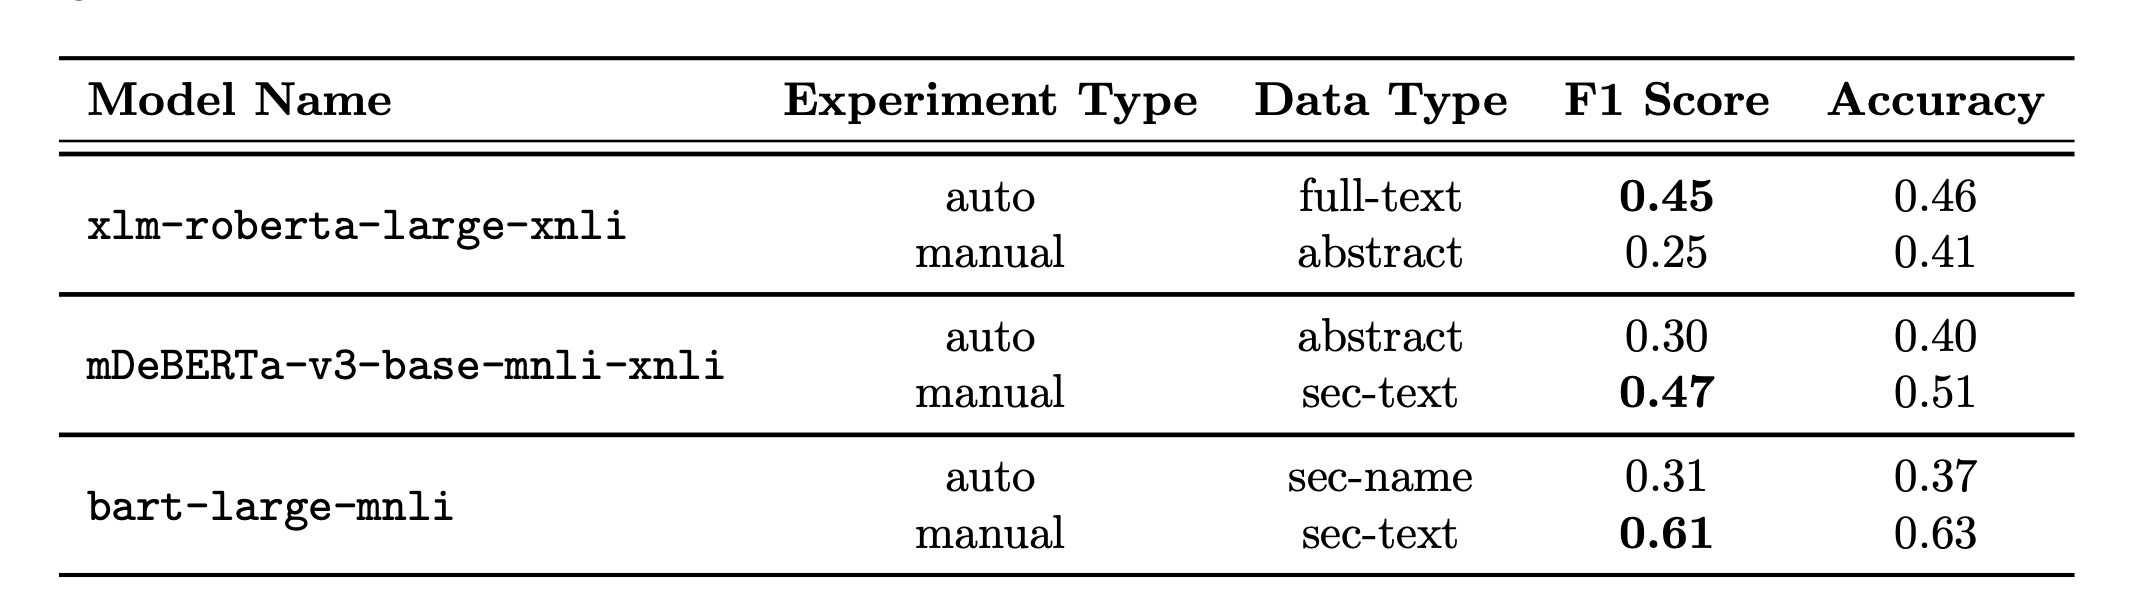 Model Name Experiment Type Data Type F1 Score Accuracy
xlm-roberta-large-xnli
auto full-text 0.45 0.46
manual abstract 0.25 0.41
mDeBERTa-v3-base-mnli-xnli
auto abstract 0.30 0.40
manual sec-text 0.47 0.51
bart-large-mnli
auto sec-name 0.31 0.37
manual sec-text 0.61 0.63